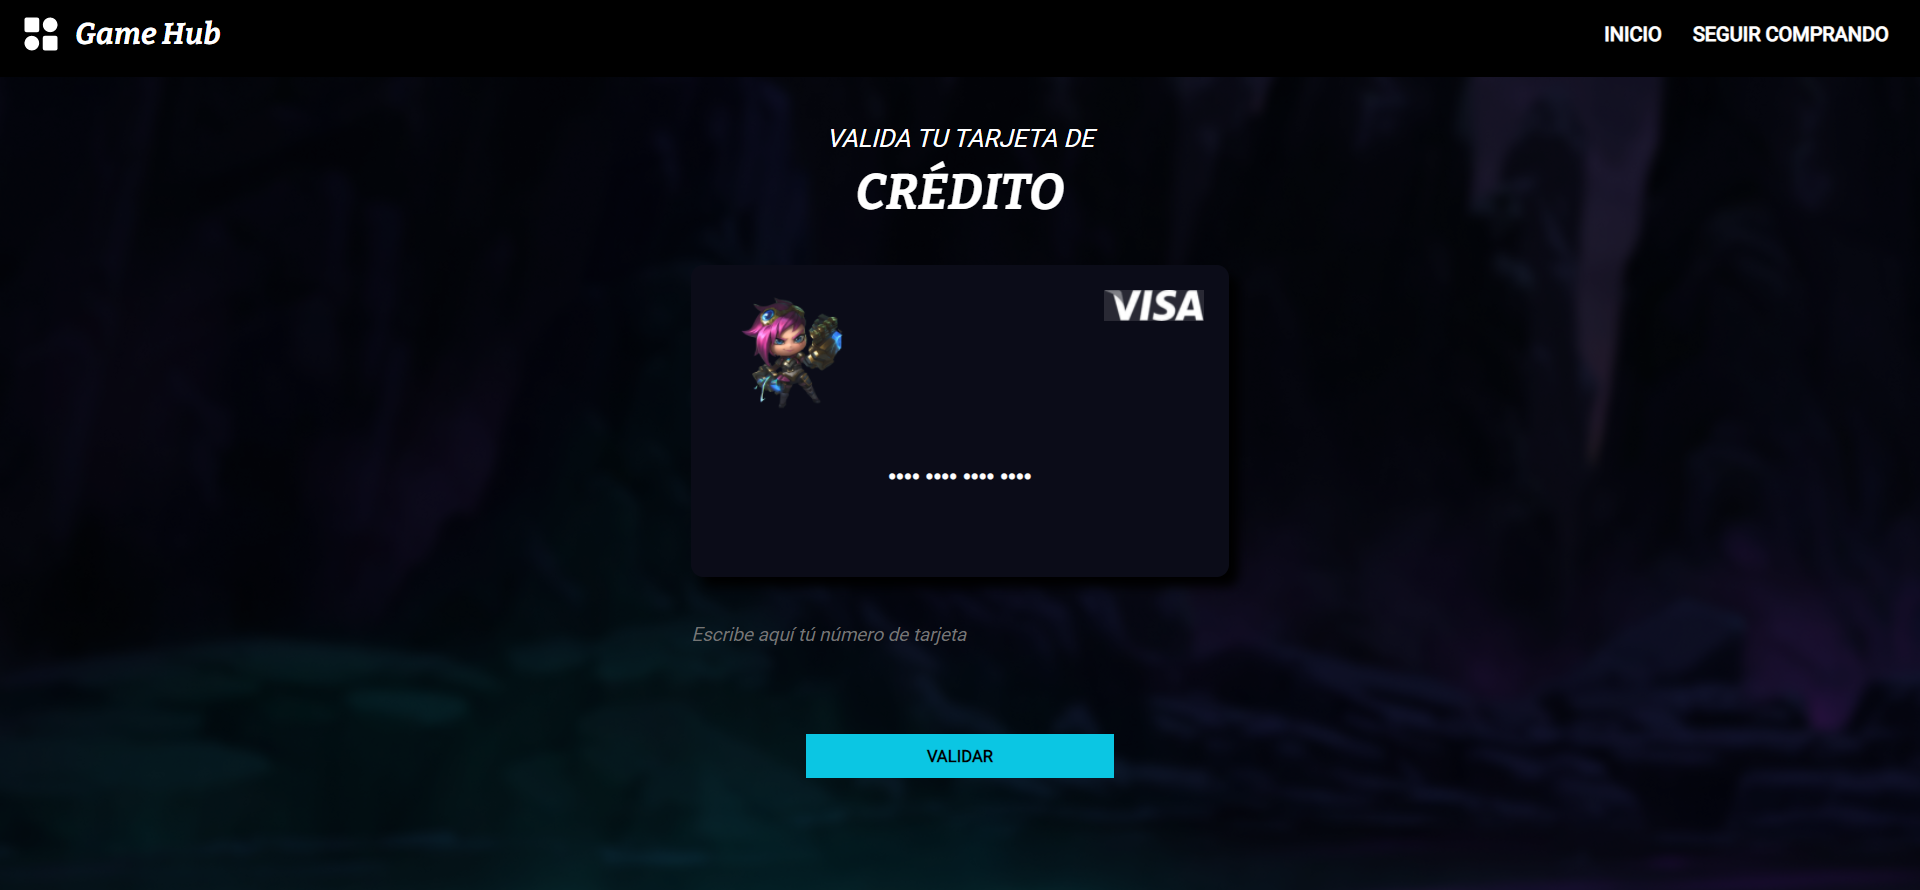 Game Hub
INICIO
SEGUIR COMPRANDO
VALIDA TU TARJETA DE
CRÉDITO
VISA
•••• •••• •••• ••••
Escribe aquí tú número de tarjeta
VALIDAR